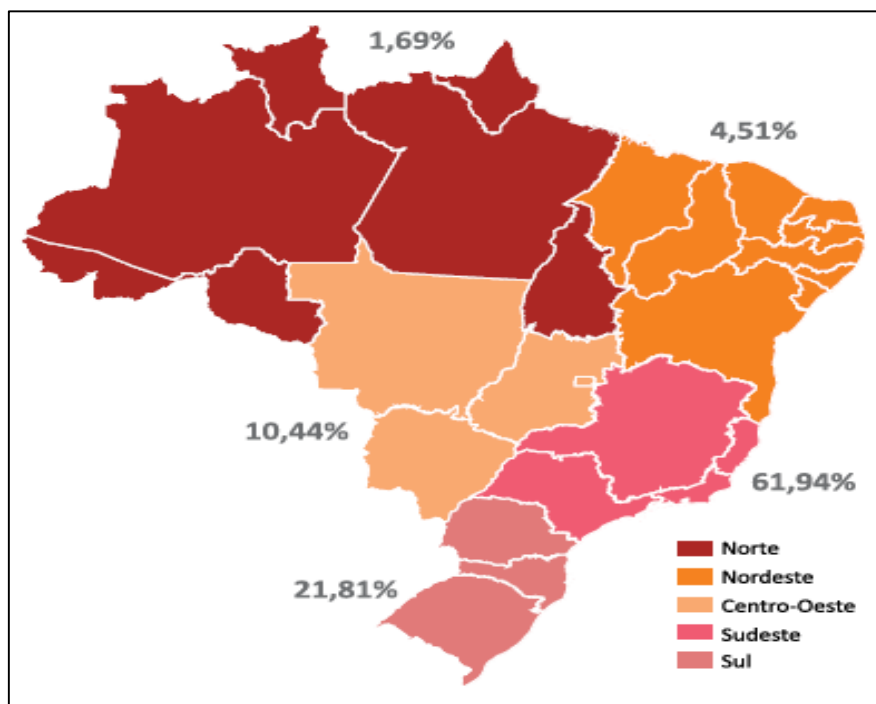 1,69%
4,51%
10,44%
61,94%
21,81%
Norte
Nordeste
Centro-Oeste
Sudeste
Sul